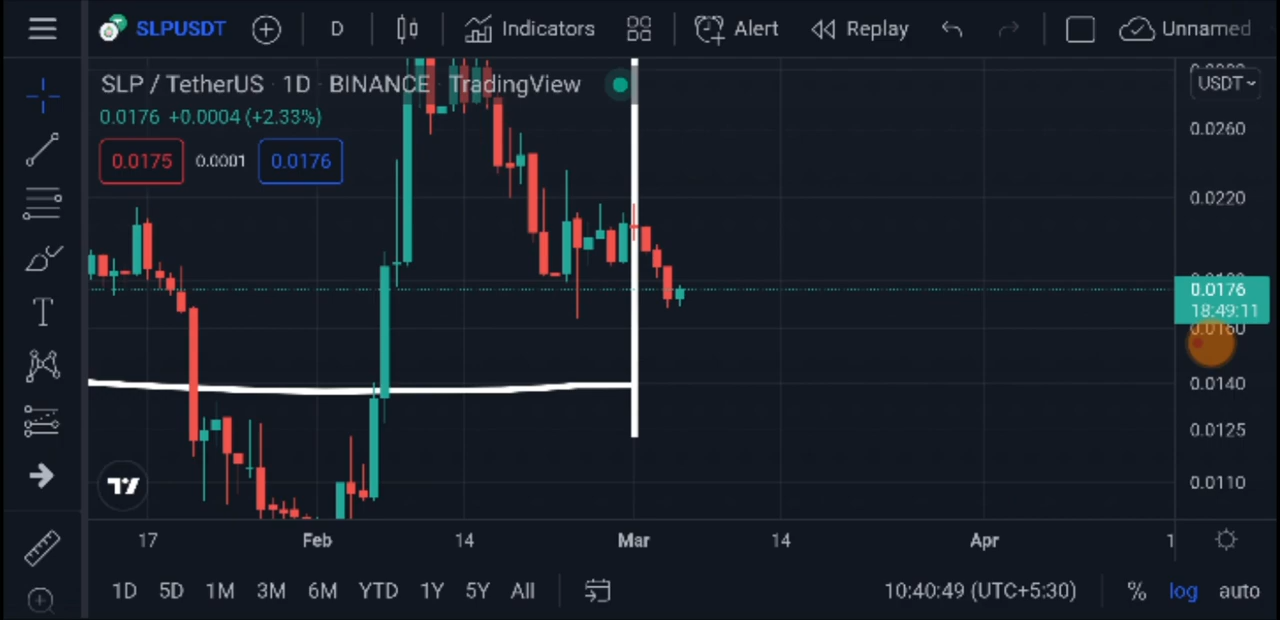 SLPUSDT D Indicators Alert Replay Unnamed
SLP / TetherUS · 1D · BINANCE TradingView
USDT
0.0176 +0.0004 (+2.33%)
0.0175 0.0001 0.0176
0.0260
0.0220
0.0176
18:49:11
0.0160
0.0140
0.0125
0.0110
17 Feb 14 Mar 14 Apr 1
1D 5D 1M 3M 6M YTD 1Y 5Y All 10:40:49 (UTC+5:30) % log auto